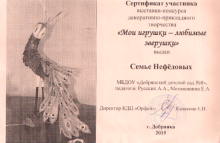 Сертификат участника
выставки-конкурса
декоративно-прикладного
творчества
«Мои игрушки – любимые
зверушки»
выдан
Семье Нефёдовых
МБДОУ «Добрянский детский сад №8»,
педагоги: Русских А.А., Мехоношина Е.А.
Директор КДЦ «Орфей»
г. Добрянка
2015